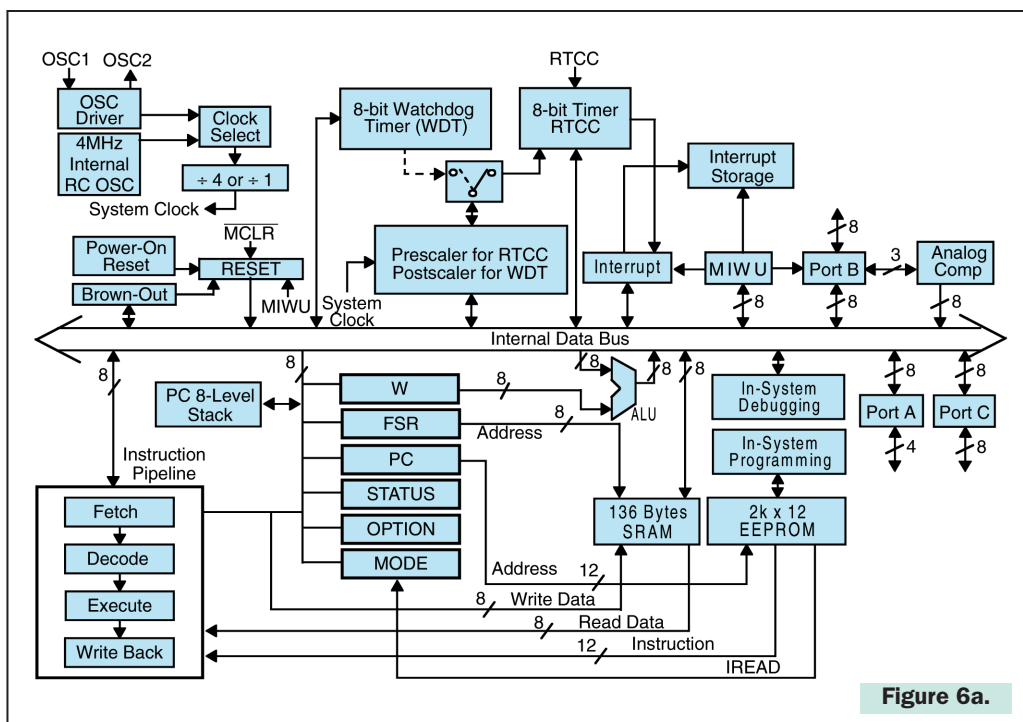 OSC1 OSC2
OSC
Driver
4MHz
Internal
RC OSC
Clock
Select
÷ 4 or ÷ 1
System Clock
8-bit Watchdog
Timer (WDT)
RTCC
8-bit Timer
RTCC
Interrupt
Storage
Power-On
Reset
MCLR
RESET
Brown-Out
MIWU
System
Clock
Prescaler for RTCC
Postscaler for WDT
Interrupt
MIWU
8
Port B
8
8
3
Analog
Comp
8
Internal Data Bus
8
8
8
8
8
8
8
PC 8-Level
Stack
W
8
ALU
FSR
Address
8
PC
STATUS
OPTION
MODE
In-System
Debugging
In-System
Programming
Port A
4
Port C
8
Instruction
Pipeline
Fetch
Decode
Execute
Write Back
136 Bytes
SRAM
2k x 12
EEPROM
Address
12
8
Write Data
8
Read Data
12
Instruction
IREAD
Figure 6a.